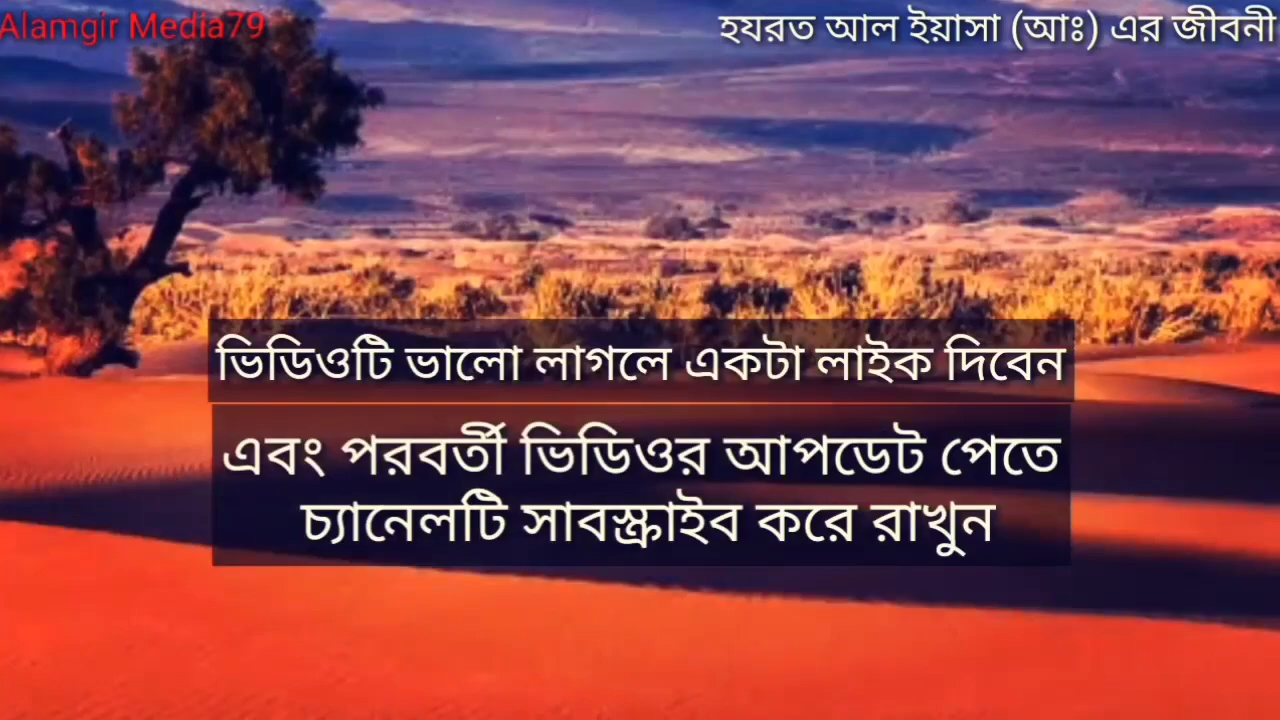 Alamgir Media79
হযরত আল ইয়াসা (আঃ) এর জীবনী
ভিডিওটি ভালো লাগলে একটা লাইক দিবেন
এবং পরবর্তী ভিডিওর আপডেট পেতে
চ্যানেলটি সাবস্ক্রাইব করে রাখুন